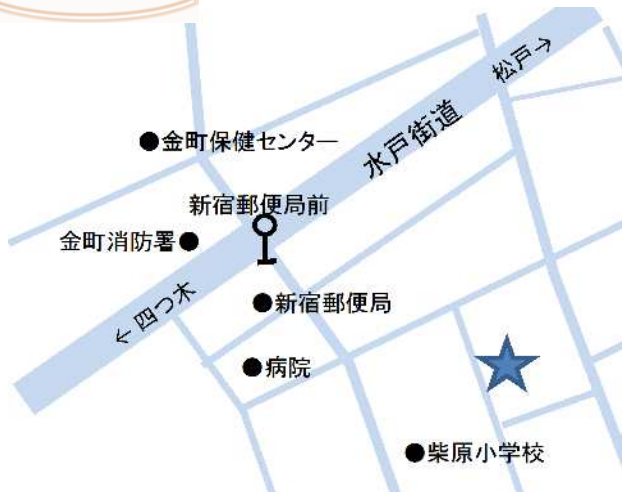 松戸→
水戸街道
●金町保健センター
新宿郵便局前
金町消防署●
←四つ木
●新宿郵便局
●病院
●柴原小学校